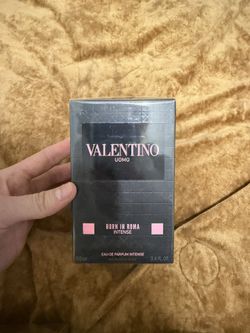 VALENTINO
UOMO
BORN IN ROMA
INTENSE
EAU DE PARFUM INTENSE